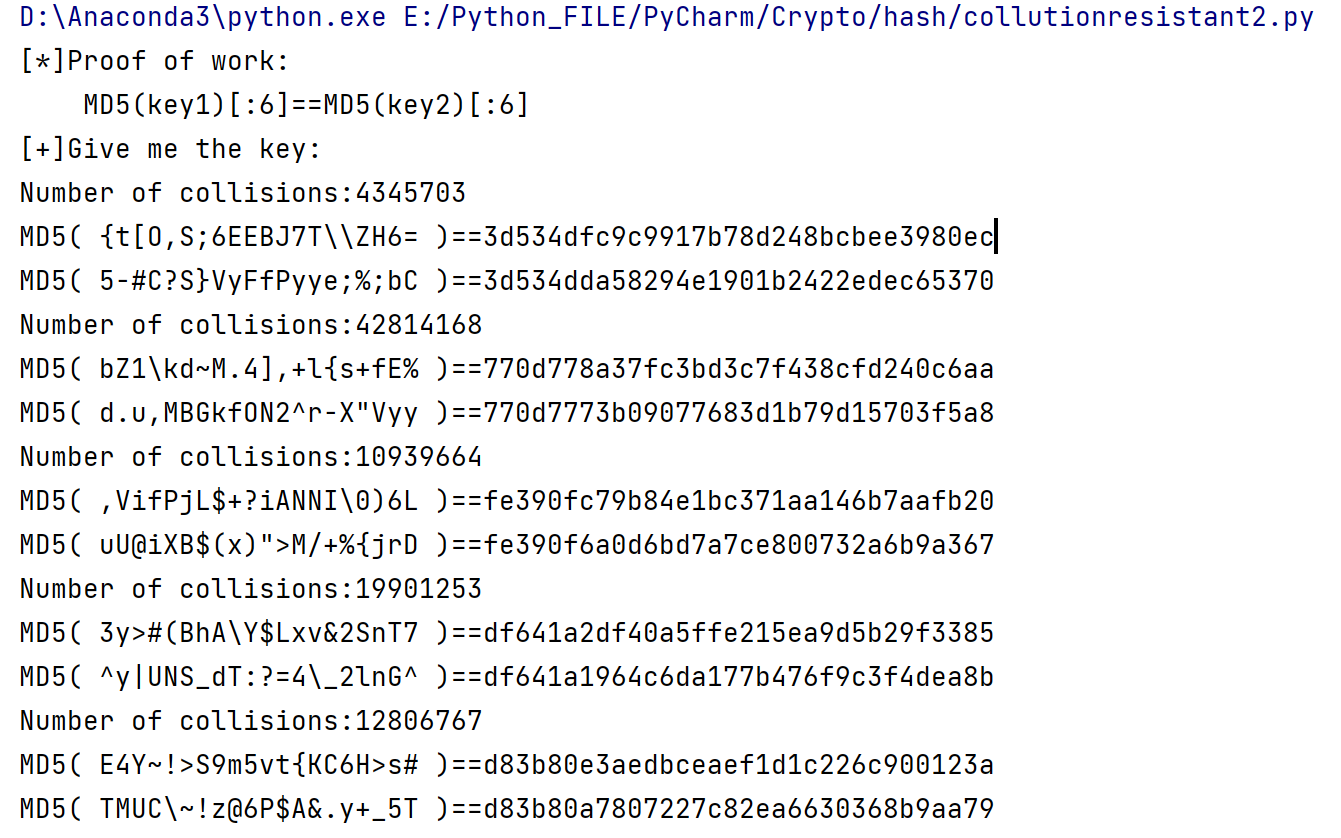 D:\Anaconda3\python.exe E:/Python_FILE/PyCharm/Crypto/hash/collutionresistant2.py
[*]Proof of work:
    MD5(key1)[:6]==MD5(key2)[:6]
[+]Give me the key:
Number of collisions:4345703
MD5( {t[O,S;6EEBJ7T\\ZH6= )==3d534dfc9c9917b78d248bcbee3980ec
MD5( 5-#C?S}VyFfPyye;%;bC )==3d534dda58294e1901b2422edec65370
Number of collisions:42814168
MD5( bZ1\kd~M.4],+l{s+fE% )==770d778a37fc3bd3c7f438cfd240c6aa
MD5( d.u,MBGkfON2^r-X"Vyy )==770d7773b09077683d1b79d15703f5a8
Number of collisions:10939664
MD5( ,VifPjL$+?iANNI\0)6L )==fe390fc79b84e1bc371aa146b7aafb20
MD5( uU@iXB$(x)">M/+%{jrD )==fe390f6a0d6bd7a7ce800732a6b9a367
Number of collisions:19901253
MD5( 3y>#(BhA\Y$Lxv&2SnT7 )==df641a2df40a5ffe215ea9d5b29f3385
MD5( ^y|UNS_dT:?=4\_2lnG^ )==df641a1964c6da177b476f9c3f4dea8b
Number of collisions:12806767
MD5( E4Y~!>S9m5vt{KC6H>s# )==d83b80e3aedbceaef1d1c226c900123a
MD5( TMUC\~!z@6P$A&.y+_5T )==d83b80a7807227c82ea6630368b9aa79